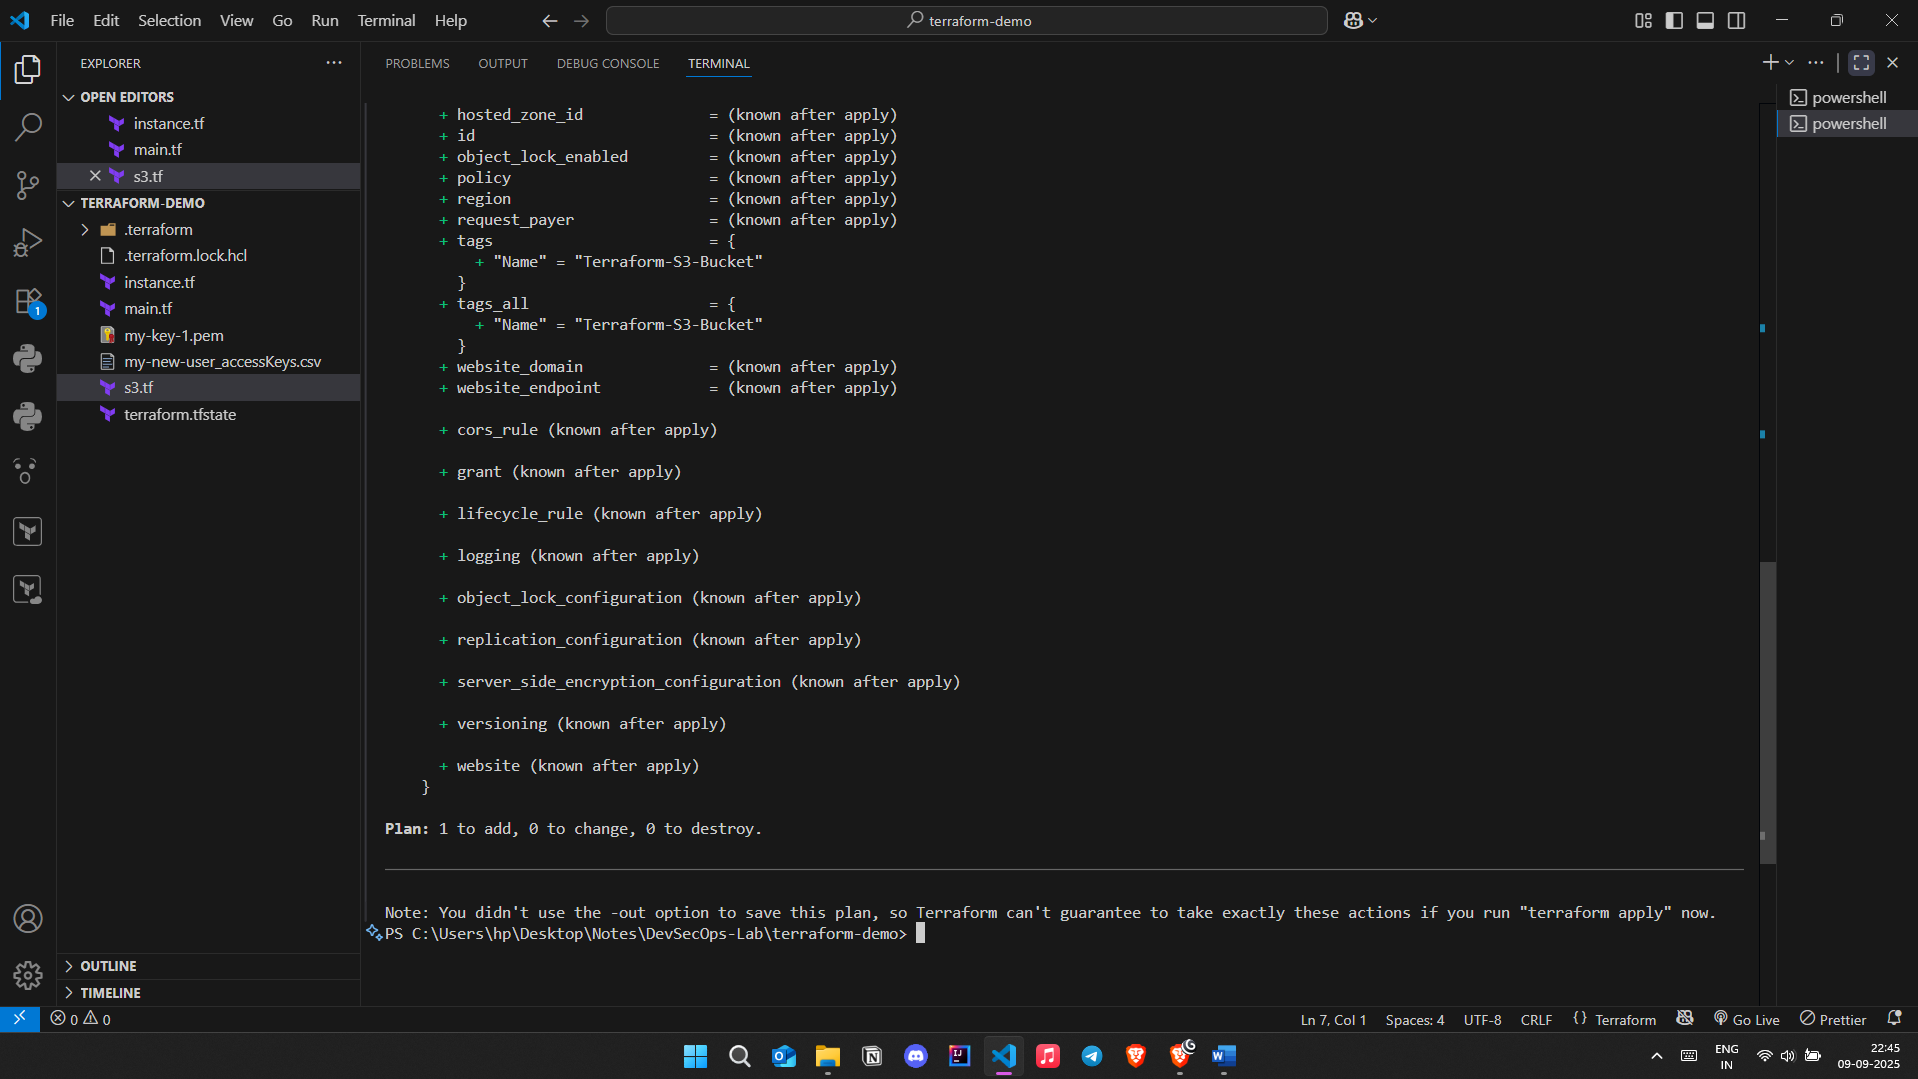 File Edit Selection View Go Run Terminal Help
terraform-demo
EXPLORER
OPEN EDITORS
instance.tf
main.tf
s3.tf
TERRAFORM-DEMO
.terraform
.terraform.lock.hcl
instance.tf
main.tf
my-key-1.pem
my-new-user_accessKeys.csv
s3.tf
terraform.tfstate
OUTLINE
TIMELINE
1
PROBLEMS OUTPUT DEBUG CONSOLE TERMINAL
+ hosted_zone_id = (known after apply)
+ id = (known after apply)
+ object_lock_enabled = (known after apply)
+ policy = (known after apply)
+ region = (known after apply)
+ request_payer = (known after apply)
+ tags = {
+ "Name" = "Terraform-S3-Bucket"
}
+ tags_all = {
+ "Name" = "Terraform-S3-Bucket"
}
+ website_domain = (known after apply)
+ website_endpoint = (known after apply)
+ cors_rule (known after apply)
+ grant (known after apply)
+ lifecycle_rule (known after apply)
+ logging (known after apply)
+ object_lock_configuration (known after apply)
+ replication_configuration (known after apply)
+ server_side_encryption_configuration (known after apply)
+ versioning (known after apply)
+ website (known after apply)
}
Plan: 1 to add, 0 to change, 0 to destroy.
Note: You didn't use the -out option to save this plan, so Terraform can't guarantee to take exactly these actions if you run "terraform apply" now.
PS C:\Users\hp\Desktop\Notes\DevSecOps-Lab\terraform-demo>
powershell
powershell
0 0
Ln 7, Col 1 Spaces: 4 UTF-8 CRLF {} Terraform Go Live Prettier
ENG
IN
22:45
09-09-2025